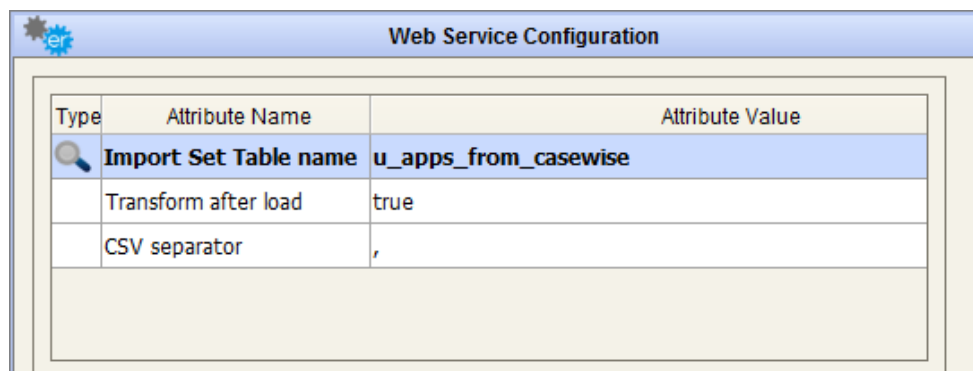 er
Web Service Configuration
Type Attribute Name Attribute Value
Import Set Table name u_apps_from_casewise
Transform after load true
CSV separator ,